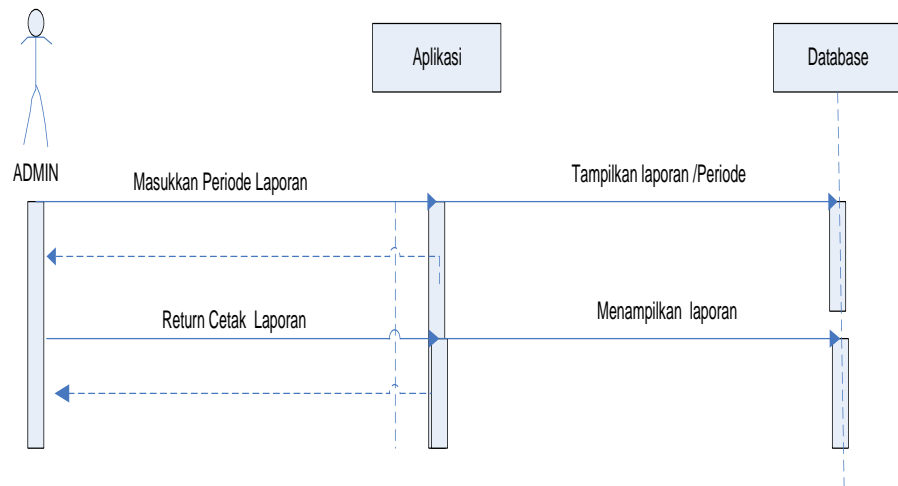 Aplikasi
Database
ADMIN
Masukkan Periode Laporan
Tampilkan laporan /Periode
Return Cetak Laporan
Menampilkan laporan